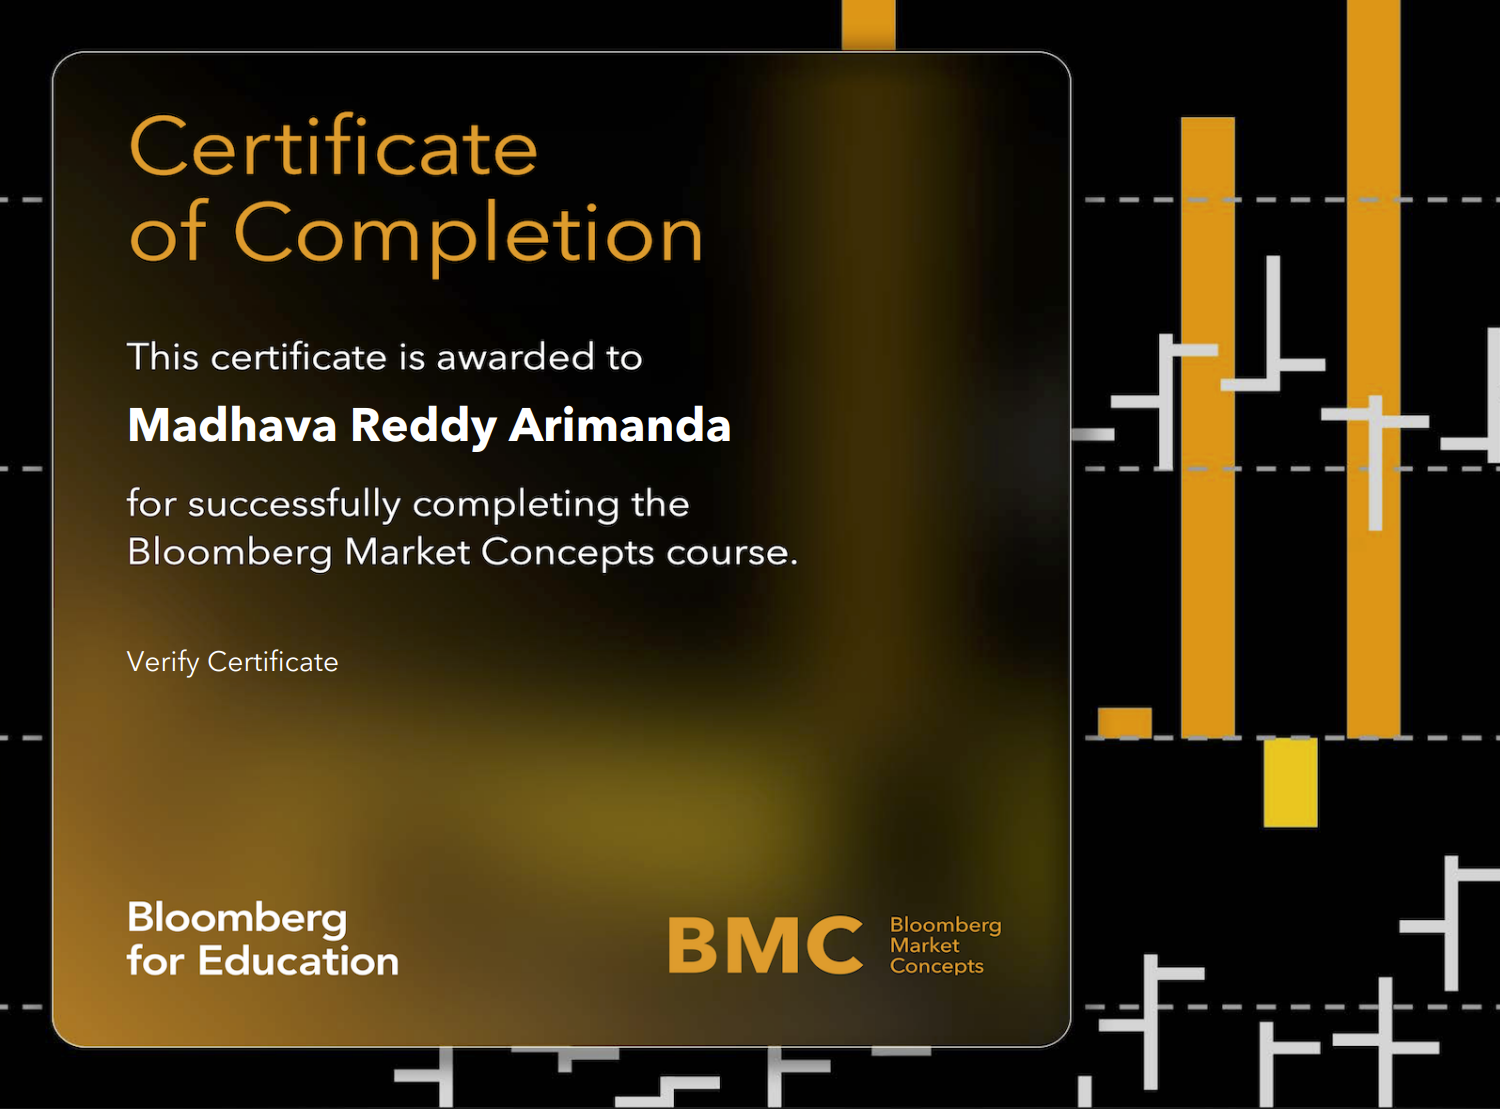 Certificate
of Completion
This certificate is awarded to
Madhava Reddy Arimanda
for successfully completing the
Bloomberg Market Concepts course.
Verify Certificate
Bloomberg
for Education
BMC
Bloomberg
Market
Concepts